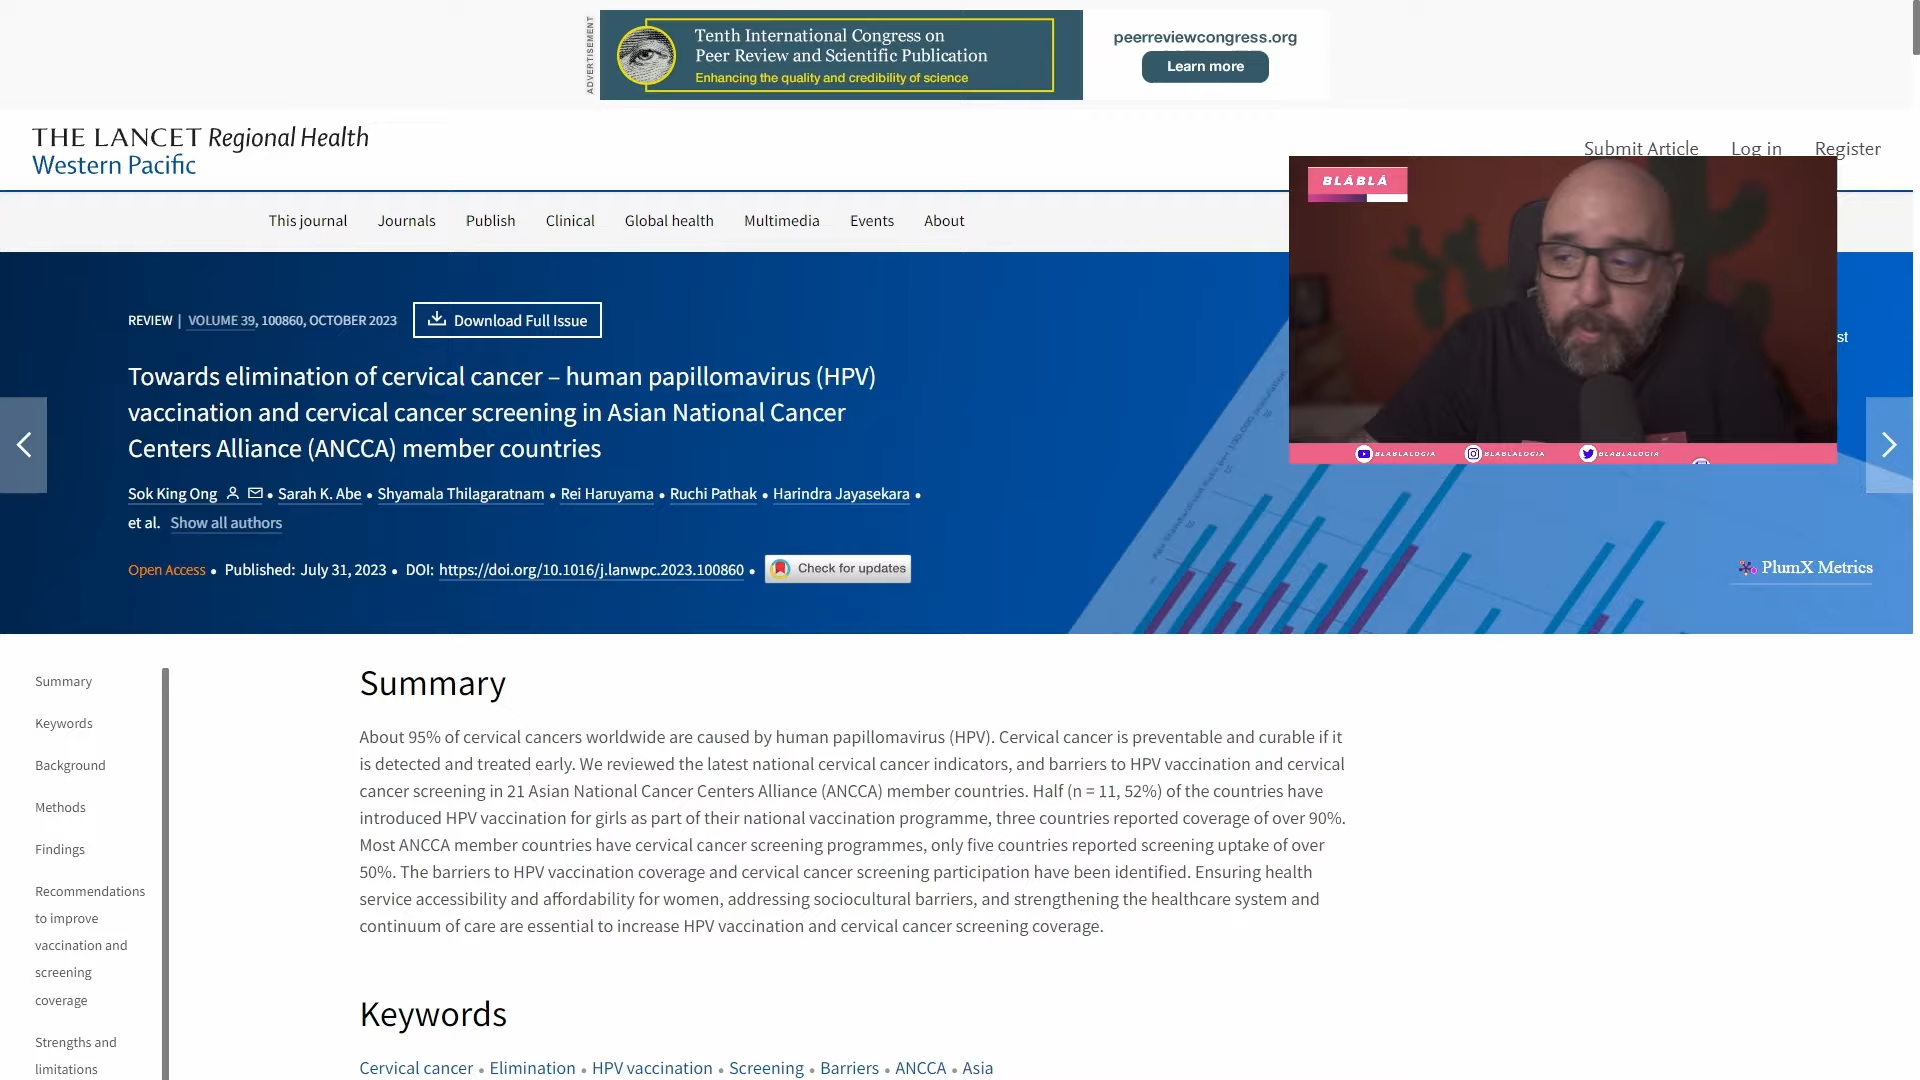 ADVERTISEMENT
Tenth International Congress on
Peer Review and Scientific Publication
Enhancing the quality and credibility of science
peerreviewcongress.org
Learn more
THE LANCET Regional Health
Western Pacific
Submit Article Log in Register
This journal Journals Publish Clinical Global health Multimedia Events About
BLÁBLÁ
BLABLALOGIA BLABLALOGIA BLABLALOGIA
st
REVIEW | VOLUME 39, 100860, OCTOBER 2023 Download Full Issue
Towards elimination of cervical cancer – human papillomavirus (HPV)
vaccination and cervical cancer screening in Asian National Cancer
Centers Alliance (ANCCA) member countries
Sok King Ong • Sarah K. Abe • Shyamala Thilagaratnam • Rei Haruyama • Ruchi Pathak • Harindra Jayasekara •
et al. Show all authors
Open Access • Published: July 31, 2023 • DOI: https://doi.org/10.1016/j.lanwpc.2023.100860 • Check for updates
PlumX Metrics
Summary
Keywords
Background
Methods
Findings
Recommendations
to improve
vaccination and
screening
coverage
Strengths and
limitations
Summary
About 95% of cervical cancers worldwide are caused by human papillomavirus (HPV). Cervical cancer is preventable and curable if it
is detected and treated early. We reviewed the latest national cervical cancer indicators, and barriers to HPV vaccination and cervical
cancer screening in 21 Asian National Cancer Centers Alliance (ANCCA) member countries. Half (n = 11, 52%) of the countries have
introduced HPV vaccination for girls as part of their national vaccination programme, three countries reported coverage of over 90%.
Most ANCCA member countries have cervical cancer screening programmes, only five countries reported screening uptake of over
50%. The barriers to HPV vaccination coverage and cervical cancer screening participation have been identified. Ensuring health
service accessibility and affordability for women, addressing sociocultural barriers, and strengthening the healthcare system and
continuum of care are essential to increase HPV vaccination and cervical cancer screening coverage.
Keywords
Cervical cancer • Elimination • HPV vaccination • Screening • Barriers • ANCCA • Asia